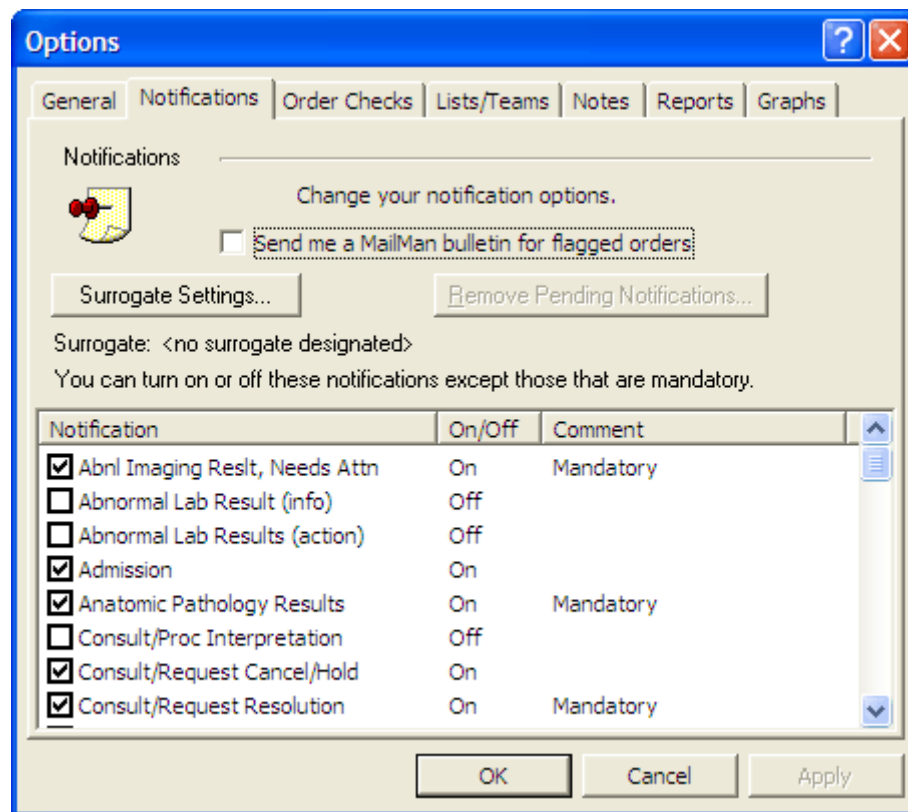 Options
General Notifications Order Checks Lists/Teams Notes Reports Graphs
Notifications
Change your notification options.
Send me a MailMan bulletin for flagged orders
Surrogate Settings... Remove Pending Notifications...
Surrogate: <no surrogate designated>
You can turn on or off these notifications except those that are mandatory.
Notification On/Off Comment
Abnl Imaging Reslt, Needs Attn On Mandatory
Abnormal Lab Result (info) Off
Abnormal Lab Results (action) Off
Admission On
Anatomic Pathology Results On Mandatory
Consult/Proc Interpretation Off
Consult/Request Cancel/Hold On
Consult/Request Resolution On Mandatory
OK Cancel Apply